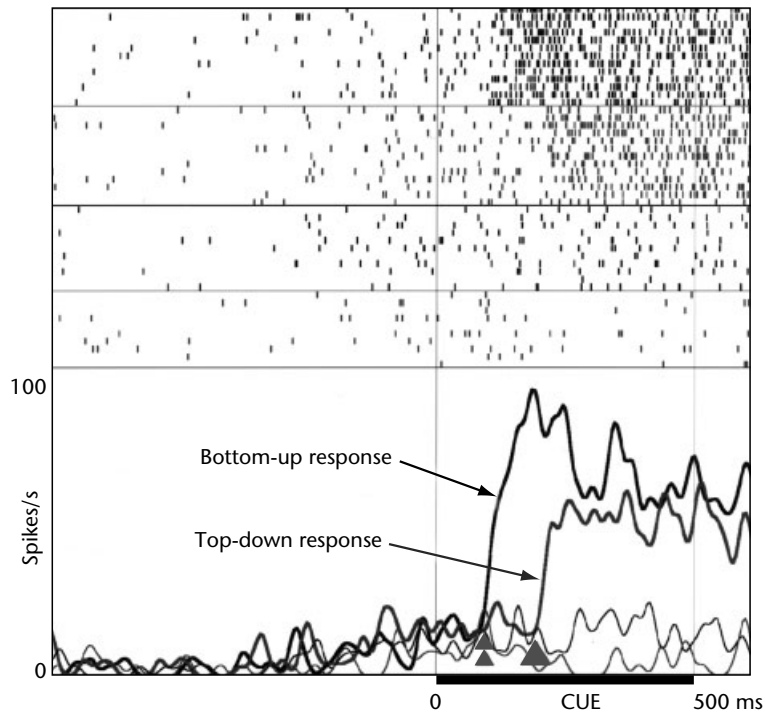 100
Bottom-up response
Spikes/s
Top-down response
0
0 CUE 500 ms